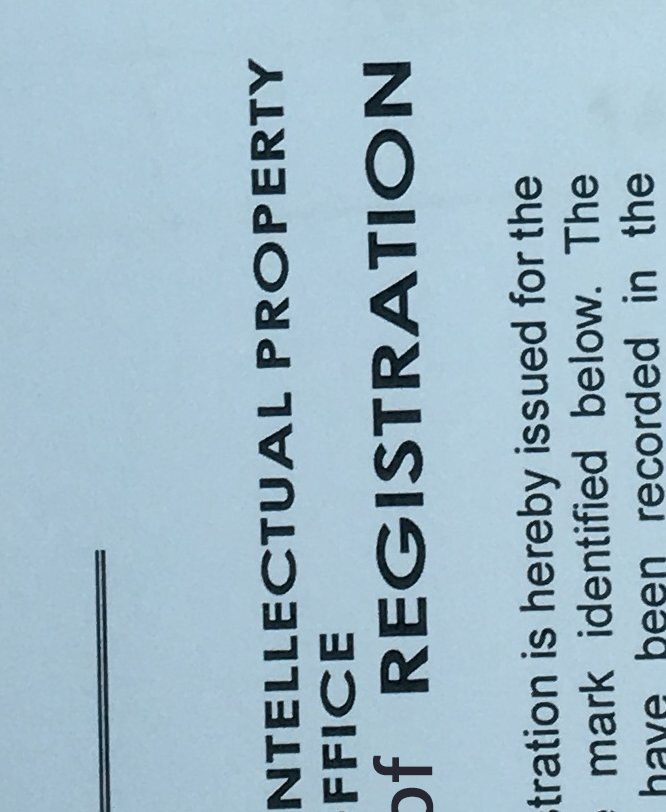 NTELLECTUAL PROPERTY
FFICE
of REGISTRATION
tration is hereby issued for the
mark identified below. The
have been recorded in the